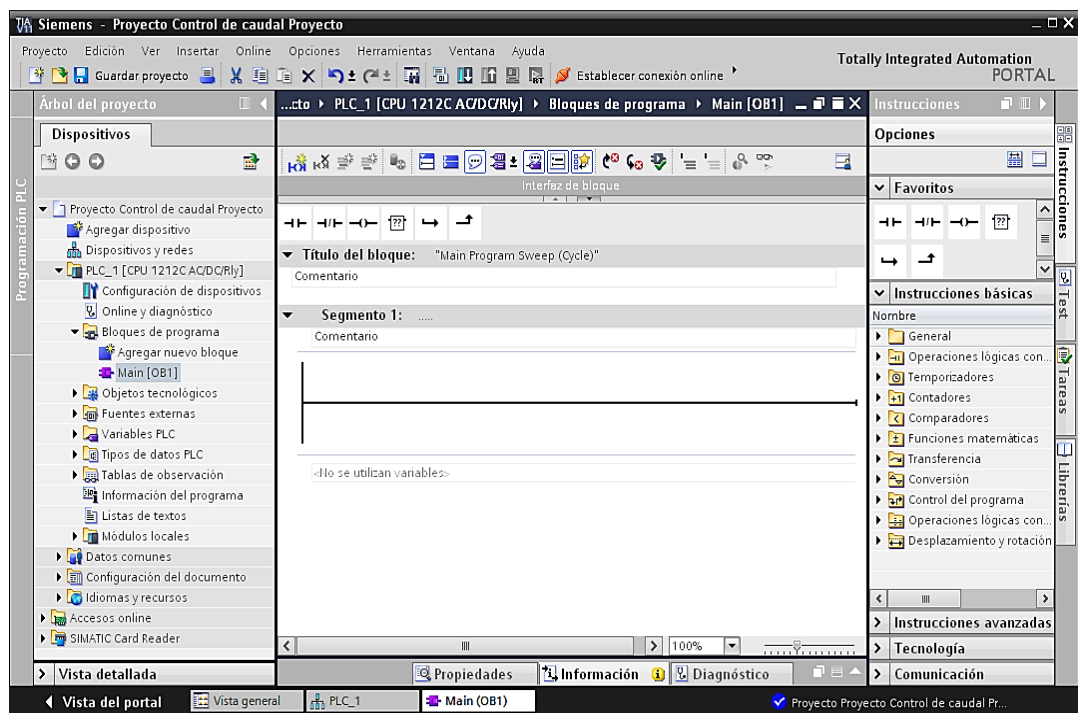 Siemens - Proyecto Control de caudal Proyecto
Proyecto Edición Ver Insertar Online Opciones Herramientas Ventana Ayuda
Totally Integrated Automation
PORTAL
Guardar proyecto
Establecer conexión online
Árbol del proyecto
...cto PLC_1 [CPU 1212C AC/DC/Rly] Bloques de programa Main [OB1]
Instrucciones
Dispositivos
Opciones
Programación PLC
Proyecto Control de caudal Proyecto
Agregar dispositivo
Dispositivos y redes
PLC_1 [CPU 1212C AC/DC/Rly]
Configuración de dispositivos
Online y diagnóstico
Bloques de programa
Agregar nuevo bloque
Main [OB1]
Objetos tecnológicos
Fuentes externas
Variables PLC
Tipos de datos PLC
Tablas de observación
Información del programa
Listas de textos
Módulos locales
Datos comunes
Configuración del documento
Idiomas y recursos
Accesos online
SIMATIC Card Reader
Vista detallada
Interfaz de bloque
Título del bloque: "Main Program Sweep (Cycle)"
Comentario
Segmento 1: .....
Comentario
<No se utilizan variables>
100%
Propiedades Información Diagnóstico
Favoritos
Instrucciones básicas
Nombre
General
Operaciones lógicas con...
Temporizadores
Contadores
Comparadores
Funciones matemáticas
Transferencia
Conversión
Control del programa
Operaciones lógicas con...
Desplazamiento y rotación
Instrucciones avanzadas
Tecnología
Comunicación
Instrucciones
Test
Tareas
Librerías
Vista del portal
Vista general
PLC_1
Main (OB1)
Proyecto Proyecto Control de caudal Pr...